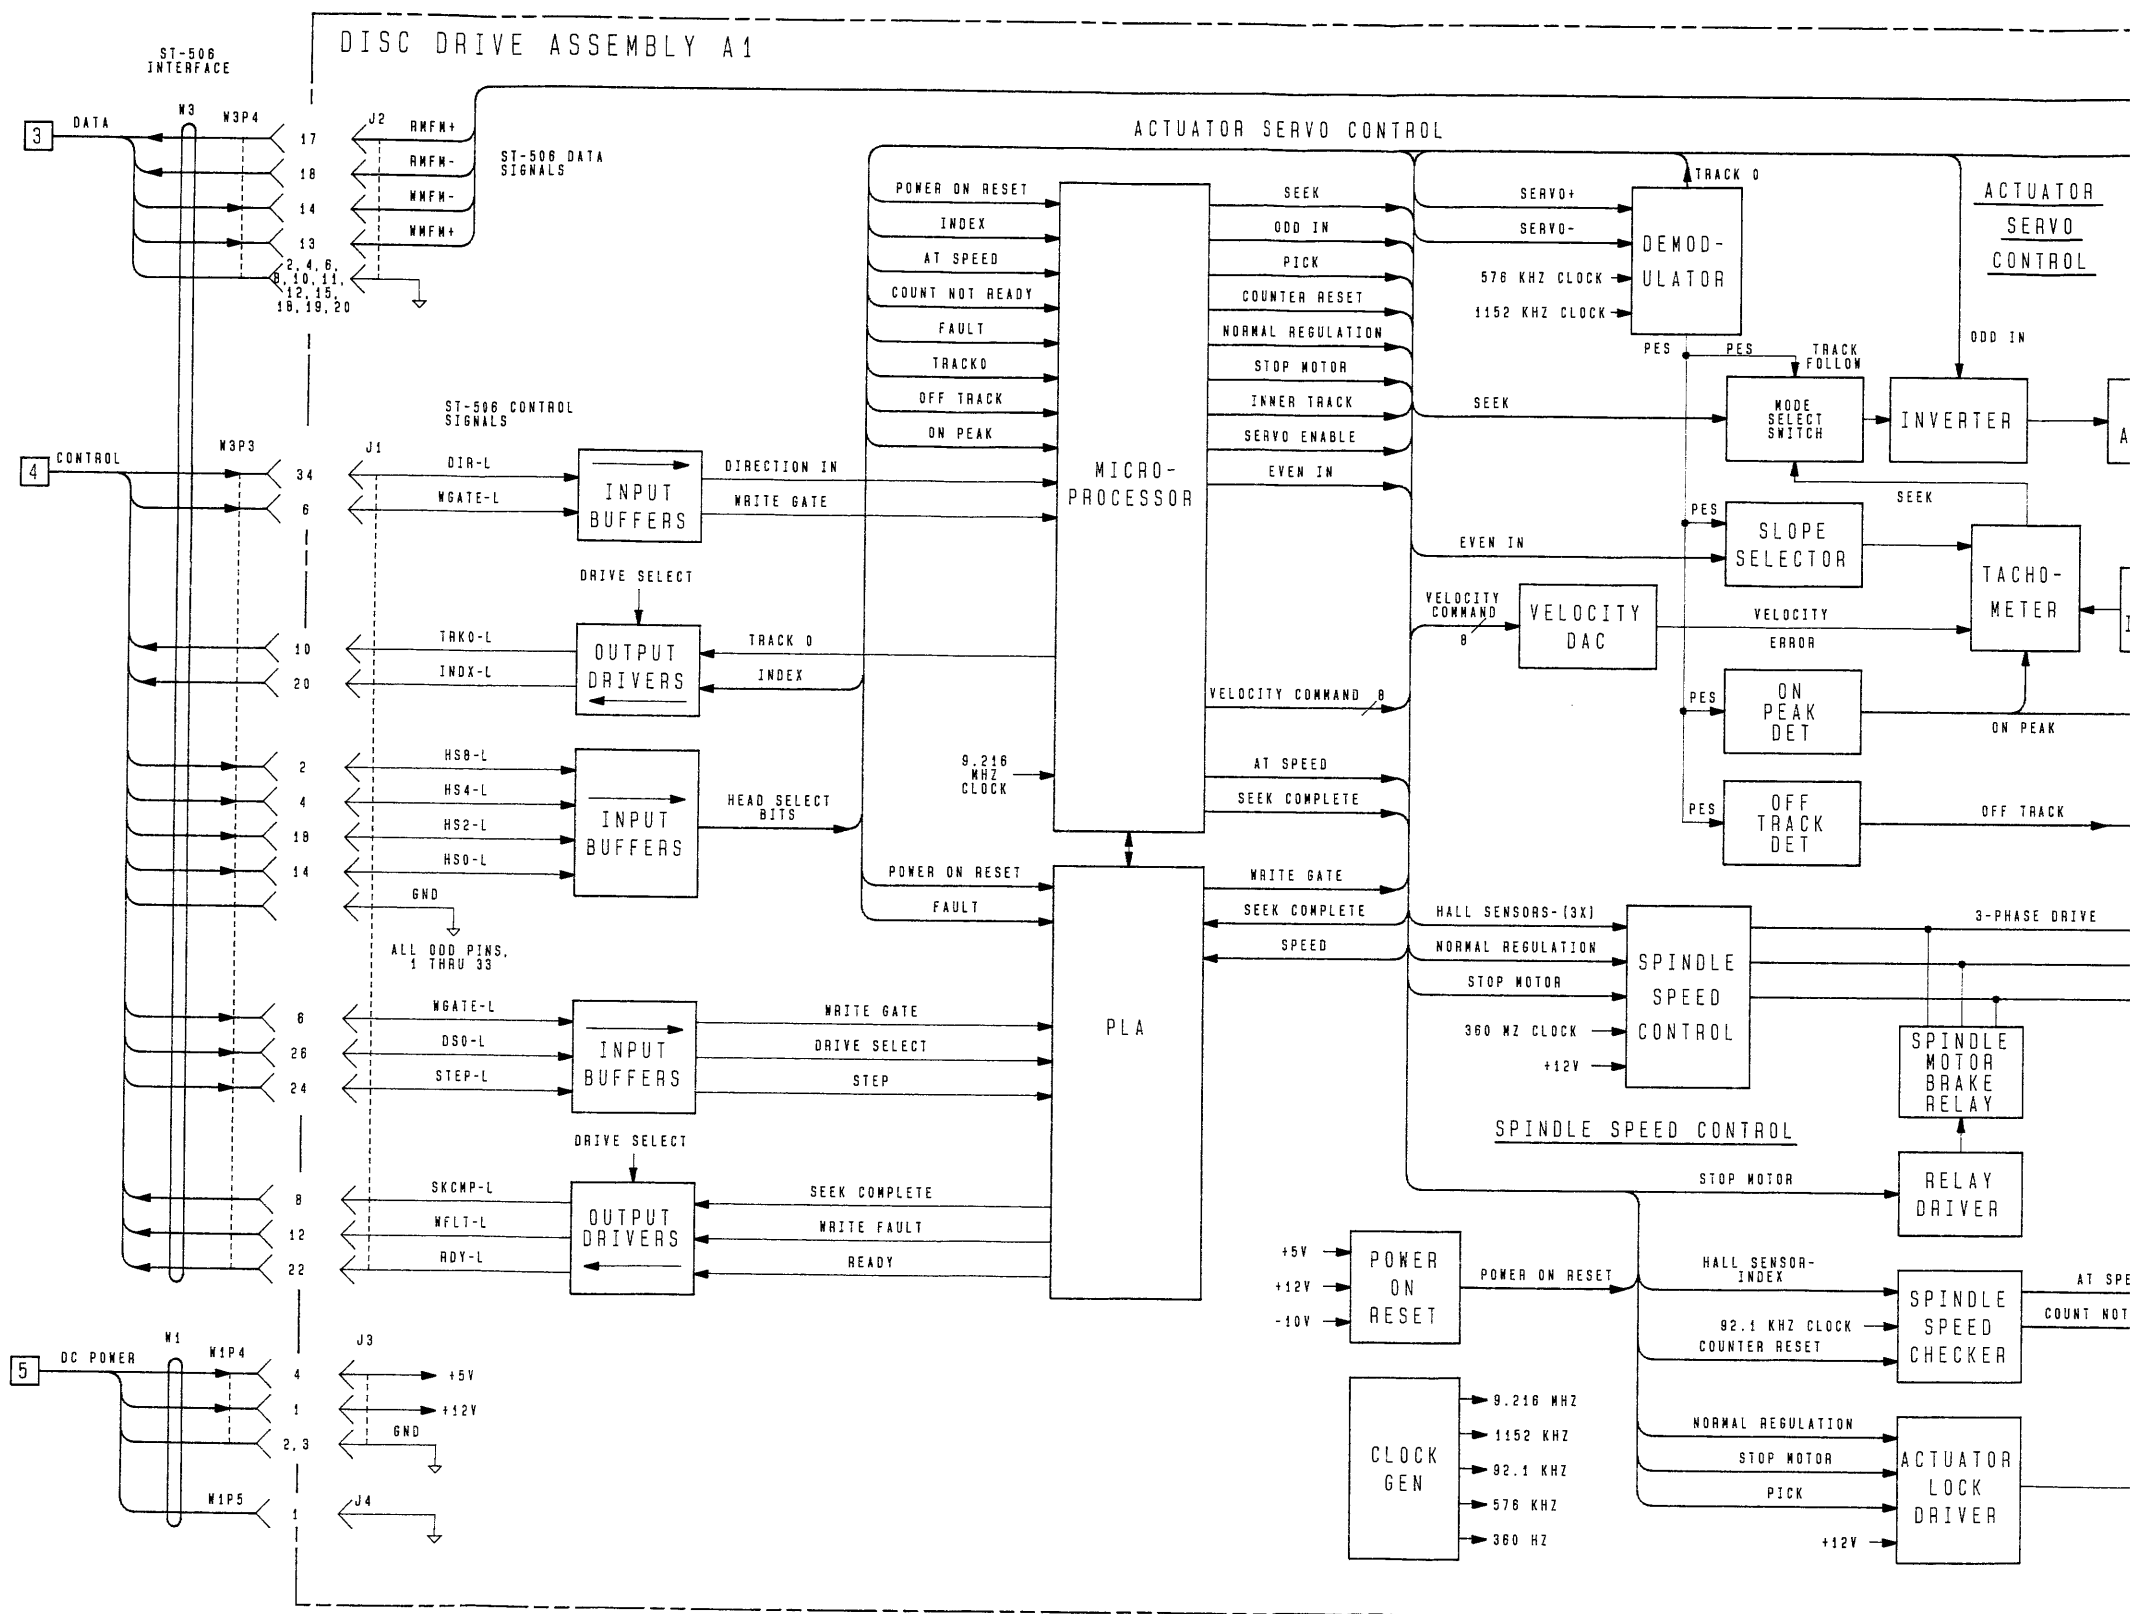 DISC DRIVE ASSEMBLY A1
ST-506
INTERFACE
W3
W3P4
J2
3
DATA
17
RMFM+
18
RMFM-
14
WMFM-
13
WMFM+
2, 4, 6,
8, 10, 11,
12, 15,
18, 19, 20
ST-506 DATA
SIGNALS
ACTUATOR SERVO CONTROL
POWER ON RESET
INDEX
AT SPEED
COUNT NOT READY
FAULT
TRACK0
OFF TRACK
ON PEAK
MICRO-
PROCESSOR
SEEK
ODD IN
PICK
COUNTER RESET
NORMAL REGULATION
STOP MOTOR
INNER TRACK
SERVO ENABLE
EVEN IN
TRACK 0
SERVO+
SERVO-
576 KHZ CLOCK
1152 KHZ CLOCK
DEMOD-
ULATOR
ACTUATOR
SERVO
CONTROL
PES
PES
TRACK
FOLLOW
ODD IN
SEEK
MODE
SELECT
SWITCH
INVERTER
A
SEEK
PES
EVEN IN
SLOPE
SELECTOR
TACHO-
METER
VELOCITY
COMMAND
8
VELOCITY
DAC
VELOCITY
ERROR
PES
ON
PEAK
DET
ON PEAK
PES
OFF
TRACK
DET
OFF TRACK
ST-506 CONTROL
SIGNALS
4
CONTROL
W3P3
J1
34
DIR-L
6
WGATE-L
INPUT
BUFFERS
DIRECTION IN
WRITE GATE
DRIVE SELECT
10
TRK0-L
20
INDX-L
OUTPUT
DRIVERS
TRACK 0
INDEX
VELOCITY COMMAND 8
2
HS8-L
4
HS4-L
18
HS2-L
14
HS0-L
INPUT
BUFFERS
HEAD SELECT
BITS
9.216
MHZ
CLOCK
AT SPEED
SEEK COMPLETE
GND
ALL ODD PINS,
1 THRU 33
POWER ON RESET
FAULT
PLA
WRITE GATE
SEEK COMPLETE
SPEED
HALL SENSORS-(3X)
NORMAL REGULATION
STOP MOTOR
360 MZ CLOCK
+12V
SPINDLE
SPEED
CONTROL
3-PHASE DRIVE
SPINDLE
MOTOR
BRAKE
RELAY
SPINDLE SPEED CONTROL
STOP MOTOR
RELAY
DRIVER
6
WGATE-L
26
DS0-L
24
STEP-L
INPUT
BUFFERS
WRITE GATE
DRIVE SELECT
STEP
DRIVE SELECT
8
SKCMP-L
12
WFLT-L
22
RDY-L
OUTPUT
DRIVERS
SEEK COMPLETE
WRITE FAULT
READY
+5V
+12V
-10V
POWER
ON
RESET
POWER ON RESET
HALL SENSOR-
INDEX
92.1 KHZ CLOCK
COUNTER RESET
SPINDLE
SPEED
CHECKER
AT SPE
COUNT NOT
5
DC POWER
W1
W1P4
J3
4
+5V
1
+12V
2, 3
GND
W1P5
1
J4
CLOCK
GEN
9.216 MHZ
1152 KHZ
92.1 KHZ
576 KHZ
360 HZ
NORMAL REGULATION
STOP MOTOR
PICK
+12V
ACTUATOR
LOCK
DRIVER